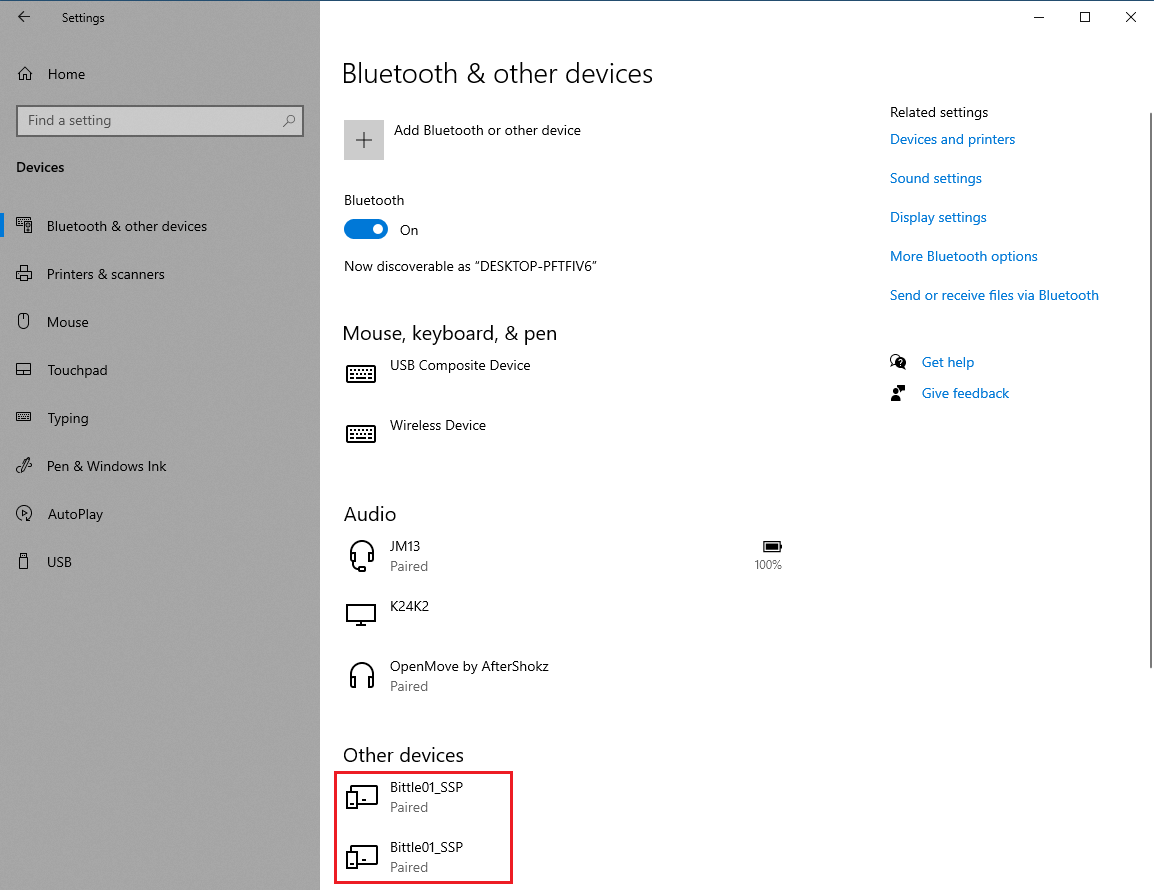 Settings
Home
Find a setting
Devices
Bluetooth & other devices
Printers & scanners
Mouse
Touchpad
Typing
Pen & Windows Ink
AutoPlay
USB
Bluetooth & other devices
Add Bluetooth or other device
Bluetooth
On
Now discoverable as “DESKTOP-PFTFIV6”
Mouse, keyboard, & pen
USB Composite Device
Wireless Device
Audio
JM13
Paired
100%
K24K2
OpenMove by AfterShokz
Paired
Other devices
Bittle01_SSP
Paired
Bittle01_SSP
Paired
Related settings
Devices and printers
Sound settings
Display settings
More Bluetooth options
Send or receive files via Bluetooth
Get help
Give feedback